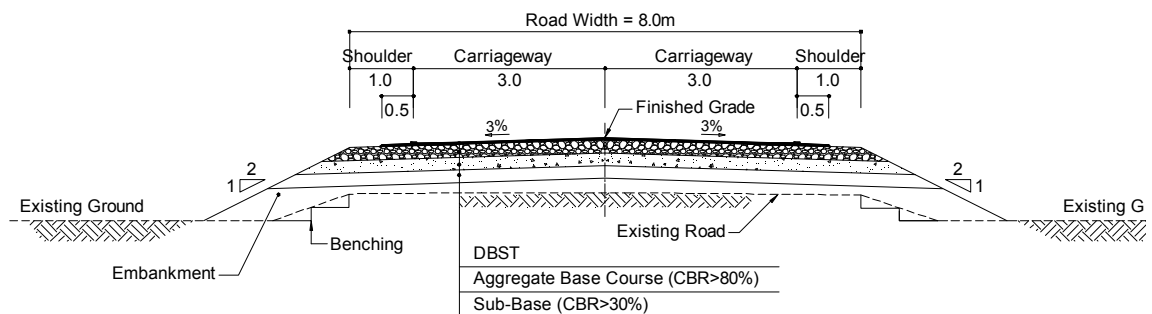 Road Width = 8.0m
Shoulder Carriageway Carriageway Shoulder
1.0 3.0 3.0 1.0
0.5 0.5
Finished Grade
3% 3%
2 2
1 1
Existing Ground Existing G
Existing Road
Benching
Embankment
DBST
Aggregate Base Course (CBR>80%)
Sub-Base (CBR>30%)